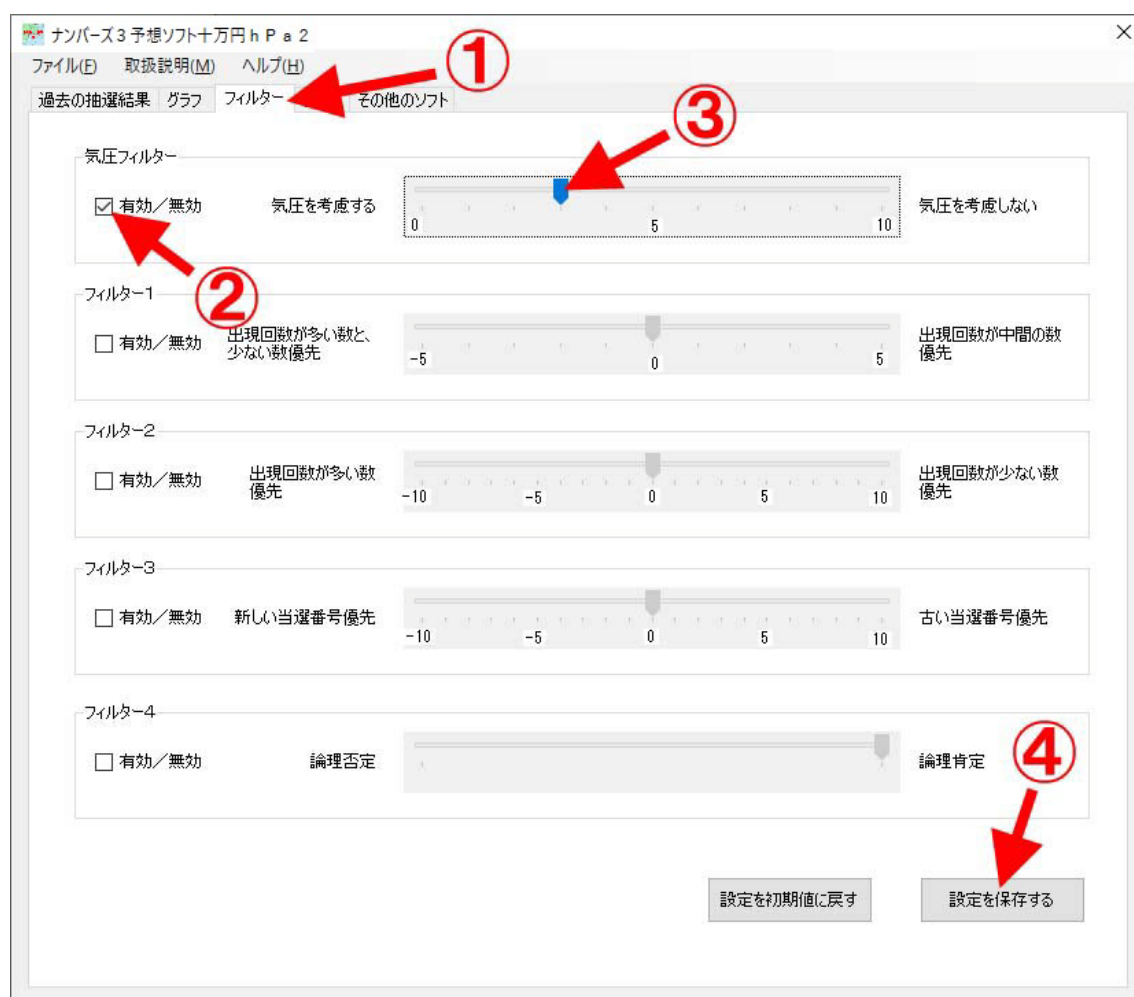 ナンバーズ3予想ソフト十万円hPa2
ファイル(F) 取扱説明(M) ヘルプ(H)
①
過去の抽選結果 グラフ フィルター その他のソフト
③
気圧フィルター
有効／無効 気圧を考慮する 0 5 10 気圧を考慮しない
②
フィルター1
有効／無効 出現回数が多い数と、
少ない数優先 -5 0 5 出現回数が中間の数
優先
フィルター2
有効／無効 出現回数が多い数
優先 -10 -5 0 5 10 出現回数が少ない数
優先
フィルター3
有効／無効 新しい当選番号優先 -10 -5 0 5 10 古い当選番号優先
フィルター4
有効／無効 論理否定 論理肯定
④
設定を初期値に戻す 設定を保存する